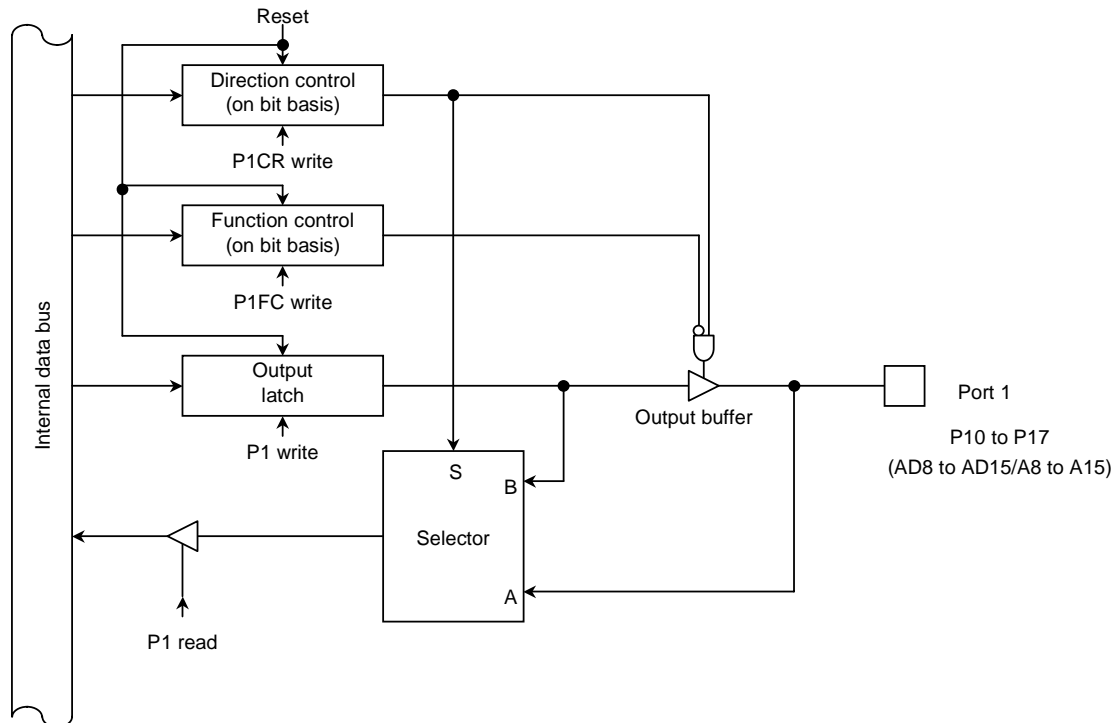 Reset
Direction control
(on bit basis)
P1CR write
Function control
(on bit basis)
P1FC write
Internal data bus
Output
latch
P1 write
Output buffer
Port 1
P10 to P17
(AD8 to AD15/A8 to A15)
S
B
Selector
A
P1 read